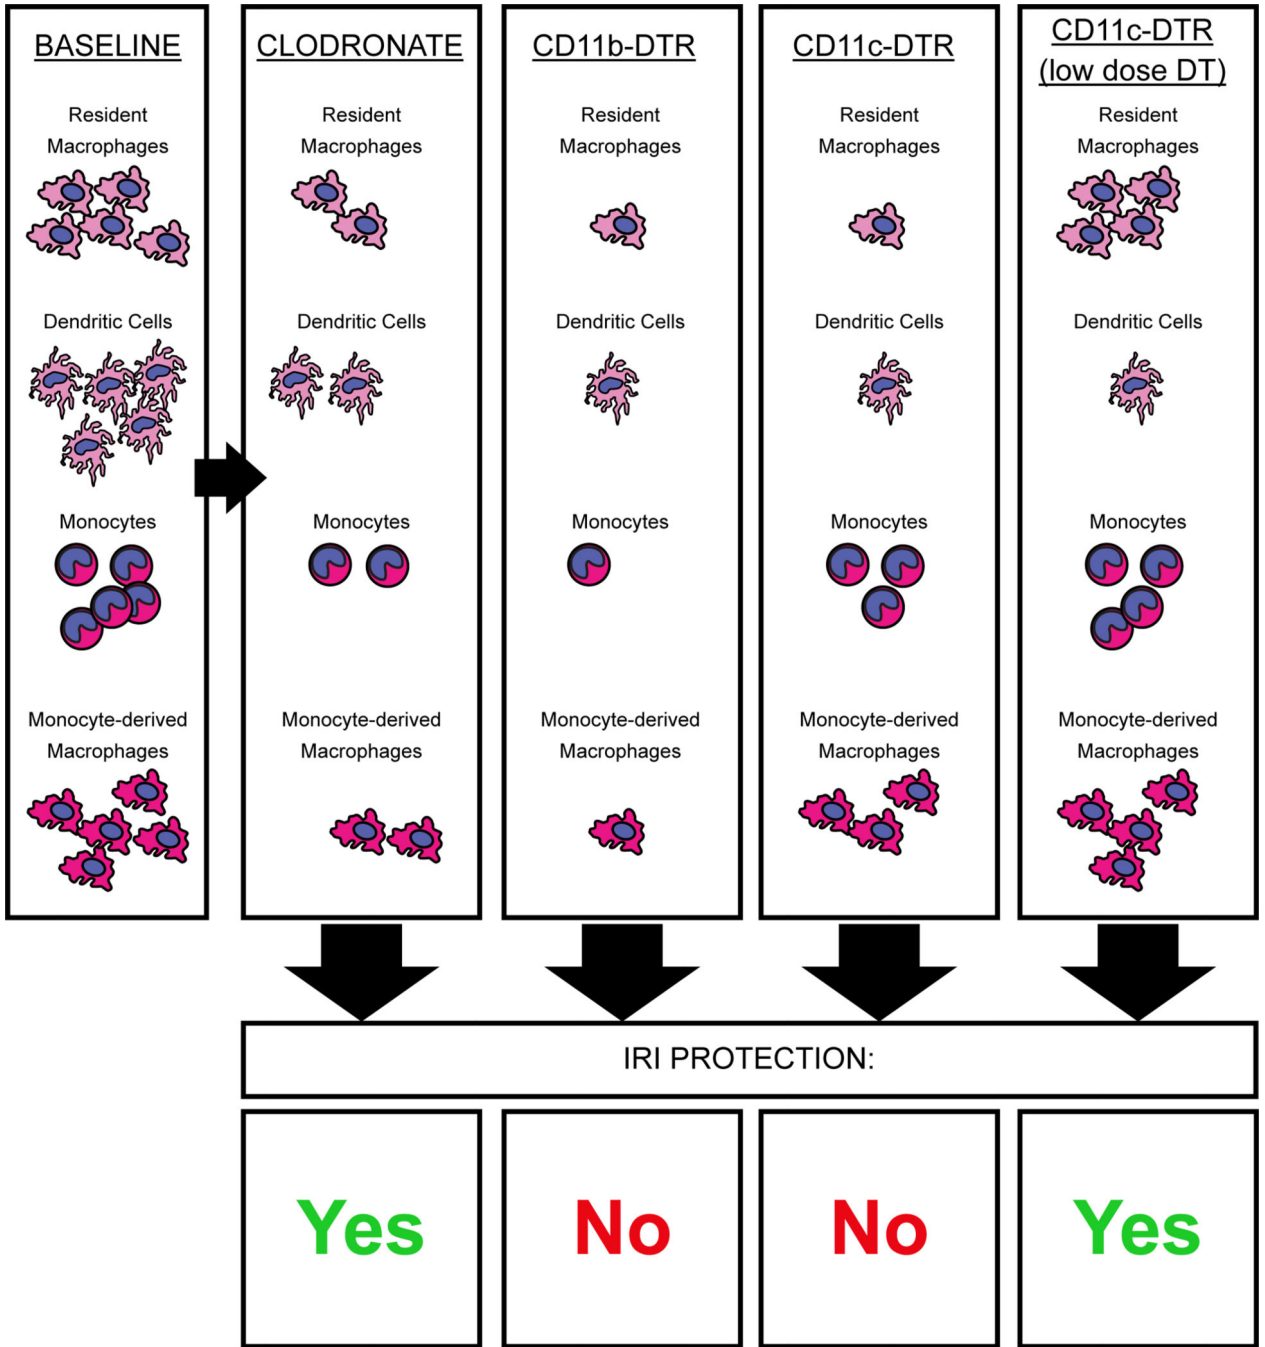 BASELINE
Resident
Macrophages
Dendritic Cells
Monocytes
Monocyte-derived
Macrophages
CLODRONATE
Resident
Macrophages
Dendritic Cells
Monocytes
Monocyte-derived
Macrophages
CD11b-DTR
Resident
Macrophages
Dendritic Cells
Monocytes
Monocyte-derived
Macrophages
CD11c-DTR
Resident
Macrophages
Dendritic Cells
Monocytes
Monocyte-derived
Macrophages
CD11c-DTR
(low dose DT)
Resident
Macrophages
Dendritic Cells
Monocytes
Monocyte-derived
Macrophages
IRI PROTECTION:
Yes
No
No
Yes